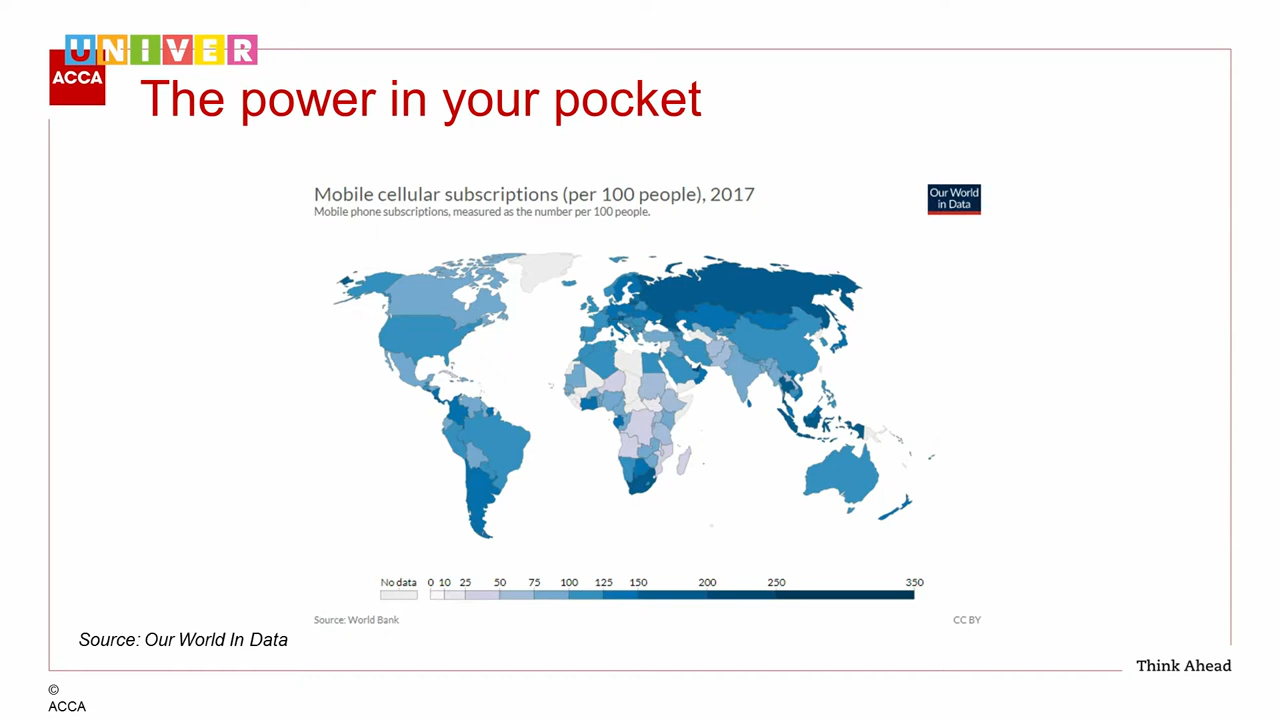 UNIVER
ACCA
The power in your pocket
Mobile cellular subscriptions (per 100 people), 2017
Mobile phone subscriptions, measured as the number per 100 people.
Our World
in Data
No data 0 10 25 50 75 100 125 150 200 250 350
Source: World Bank
CC BY
Source: Our World In Data
Think Ahead
©
ACCA